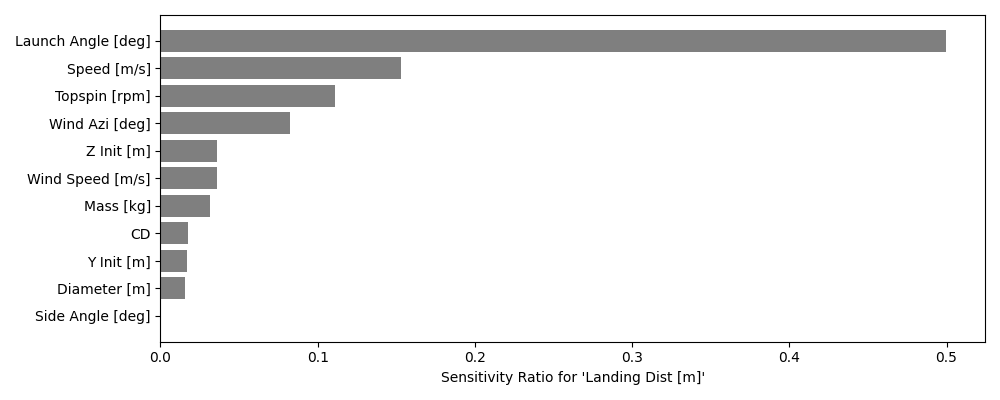 Launch Angle [deg]
Speed [m/s]
Topspin [rpm]
Wind Azi [deg]
Z Init [m]
Wind Speed [m/s]
Mass [kg]
CD
Y Init [m]
Diameter [m]
Side Angle [deg]
0.0 0.1 0.2 0.3 0.4 0.5
Sensitivity Ratio for 'Landing Dist [m]'